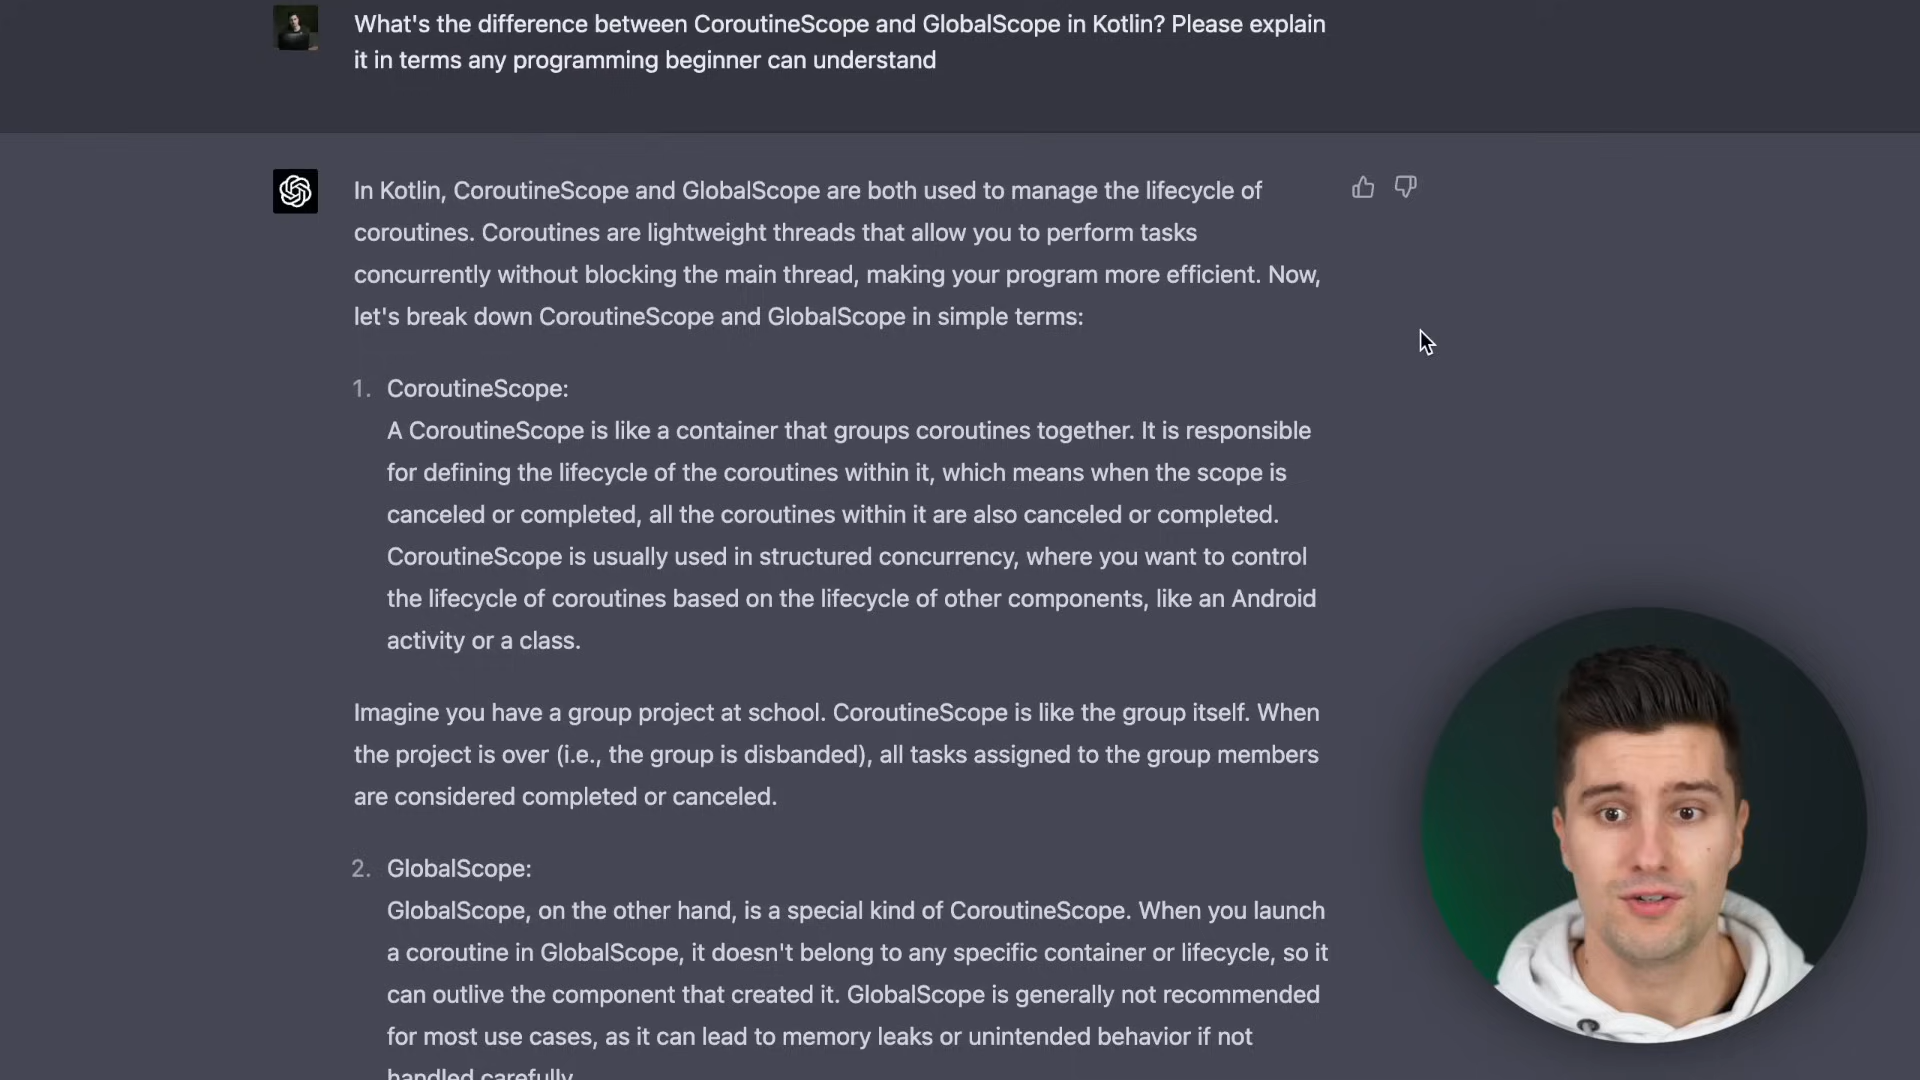 What's the difference between CoroutineScope and GlobalScope in Kotlin? Please explain
it in terms any programming beginner can understand
In Kotlin, CoroutineScope and GlobalScope are both used to manage the lifecycle of
coroutines. Coroutines are lightweight threads that allow you to perform tasks
concurrently without blocking the main thread, making your program more efficient. Now,
let's break down CoroutineScope and GlobalScope in simple terms:
1. CoroutineScope:
A CoroutineScope is like a container that groups coroutines together. It is responsible
for defining the lifecycle of the coroutines within it, which means when the scope is
canceled or completed, all the coroutines within it are also canceled or completed.
CoroutineScope is usually used in structured concurrency, where you want to control
the lifecycle of coroutines based on the lifecycle of other components, like an Android
activity or a class.
Imagine you have a group project at school. CoroutineScope is like the group itself. When
the project is over (i.e., the group is disbanded), all tasks assigned to the group members
are considered completed or canceled.
2. GlobalScope:
GlobalScope, on the other hand, is a special kind of CoroutineScope. When you launch
a coroutine in GlobalScope, it doesn't belong to any specific container or lifecycle, so it
can outlive the component that created it. GlobalScope is generally not recommended
for most use cases, as it can lead to memory leaks or unintended behavior if not
handled carefully.